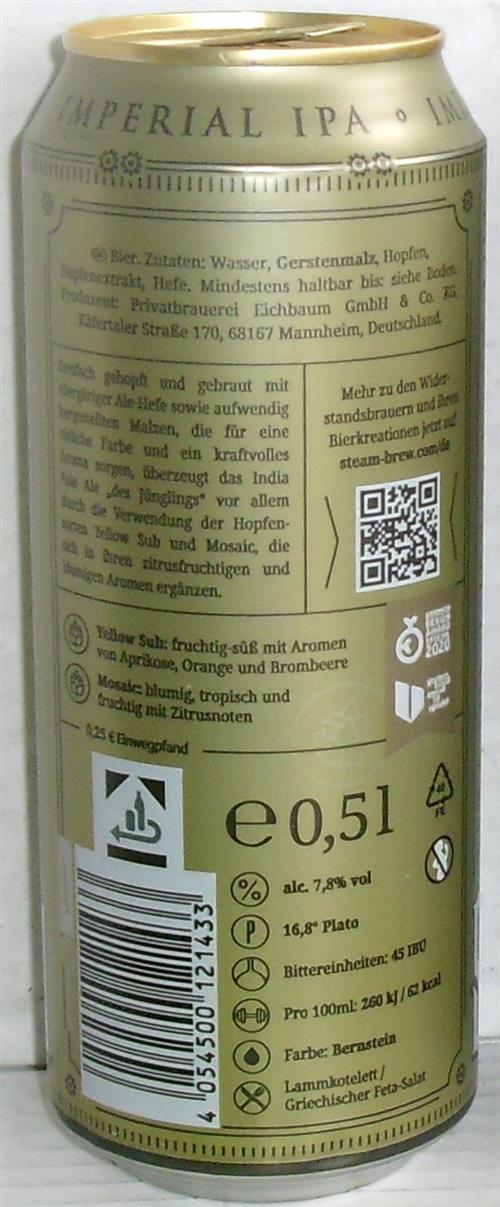 IMPERIAL IPA • IM
Bier. Zutaten: Wasser, Gerstenmalz, Hopfen,
Hopfenextrakt, Hefe. Mindestens haltbar bis: siehe Boden.
Produzent: Privatbrauerei Eichbaum GmbH & Co. KG,
Käfertaler Straße 170, 68167 Mannheim, Deutschland.
Dreifach gehopft und gebraut mit
obergäriger Ale-Hefe sowie aufwendig
hergestellten Malzen, die für eine
rötliche Farbe und ein kraftvolles
Aroma sorgen, überzeugt das India
Pale Ale „des Jünglings“ vor allem
durch die Verwendung der Hopfen-
sorten Yellow Sub und Mosaic, die
sich in ihren zitrusfruchtigen und
blumigen Aromen ergänzen.
Mehr zu den Wider-
standsbrauern und ihren
Bierkreationen jetzt auf
steam-brew.com/de
Yellow Sub: fruchtig-süß mit Aromen
von Aprikose, Orange und Brombeere
Mosaic: blumig, tropisch und
fruchtig mit Zitrusnoten
2020
0,25 € Einwegpfand
e 0,5l
40
FE
% alc. 7,8% vol
P 16,8° Plato
Bittereinheiten: 45 IBU
Pro 100ml: 260 kJ / 62 kcal
Farbe: Bernstein
Lammkotelett /
Griechischer Feta-Salat
4 054500 121433